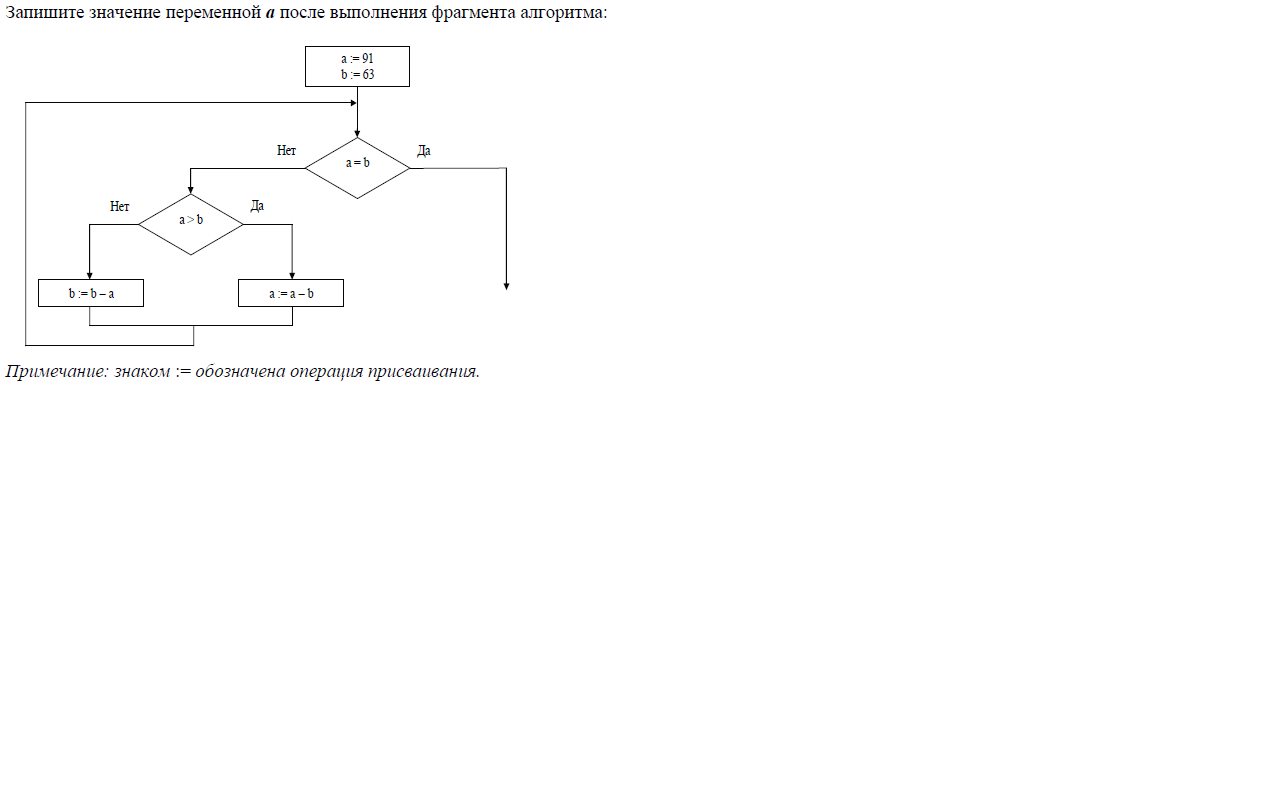 Запишите значение переменной a после выполнения фрагмента алгоритма:
a := 91
b := 63
Нет
Да
a = b
Нет
Да
a > b
b := b – a
a := a – b
Примечание: знаком := обозначена операция присваивания.